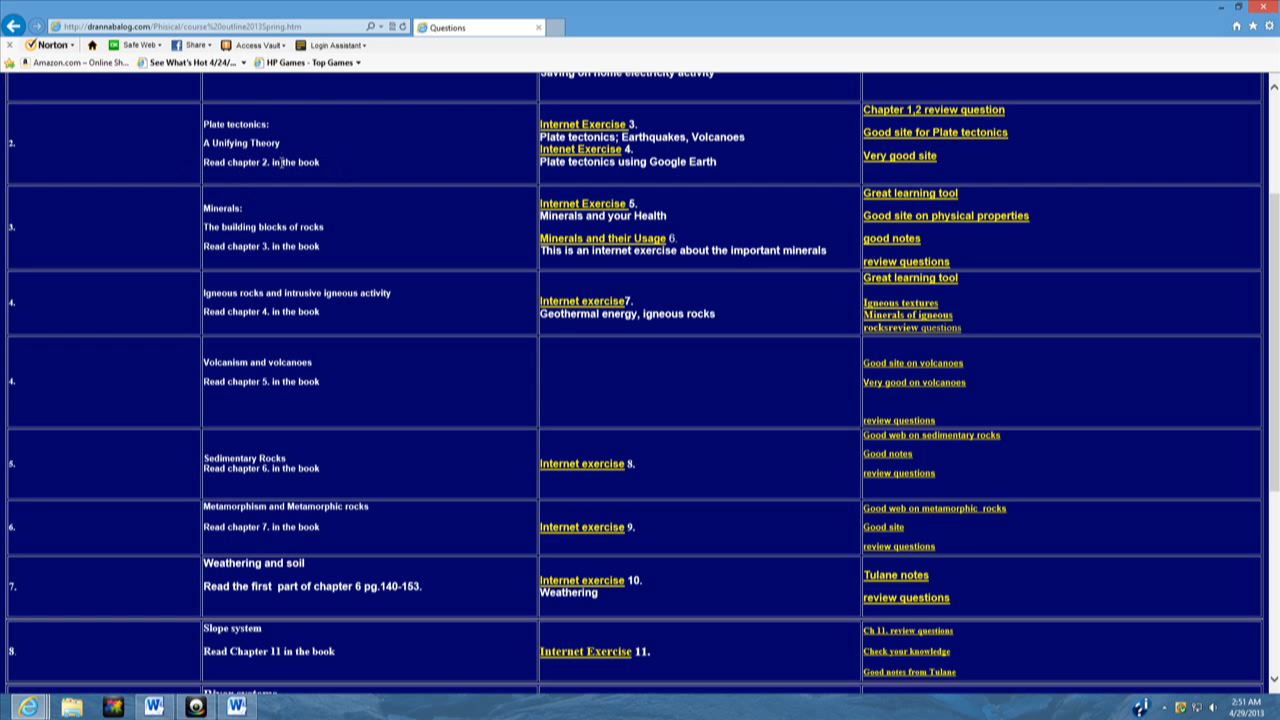 http://drannabalog.com/Phisical/course%20outline2013Spring.htm
Questions
Norton
Safe Web
Share
Access Vault
Login Assistant
Amazon.com – Online Sh...
See What's Hot 4/24/...
HP Games - Top Games
Saving on home electricity activity
2.
Plate tectonics:
A Unifying Theory
Read chapter 2. in the book
Internet Exercise 3.
Plate tectonics; Earthquakes, Volcanoes
Intenet Exercise 4.
Plate tectonics using Google Earth
Chapter 1,2 review question
Good site for Plate tectonics
Very good site
3.
Minerals:
The building blocks of rocks
Read chapter 3. in the book
Internet Exercise 5.
Minerals and your Health
Minerals and their Usage 6.
This is an internet exercise about the important minerals
Great learning tool
Good site on physical properties
good notes
review questions
4.
Igneous rocks and intrusive igneous activity
Read chapter 4. in the book
Internet exercise7.
Geothermal energy, igneous rocks
Great learning tool
Igneous textures
Minerals of igneous
rocksreview questions
4.
Volcanism and volcanoes
Read chapter 5. in the book
Good site on volcanoes
Very good on volcanoes
review questions
5.
Sedimentary Rocks
Read chapter 6. in the book
Internet exercise 8.
Good web on sedimentary rocks
Good notes
review questions
6.
Metamorphism and Metamorphic rocks
Read chapter 7. in the book
Internet exercise 9.
Good web on metamorphic rocks
Good site
review questions
7.
Weathering and soil
Read the first part of chapter 6 pg.140-153.
Internet exercise 10.
Weathering
Tulane notes
review questions
8.
Slope system
Read Chapter 11 in the book
Internet Exercise 11.
Ch 11. review questions
Check your knowledge
Good notes from Tulane
River systems
2:51 AM
4/29/2013